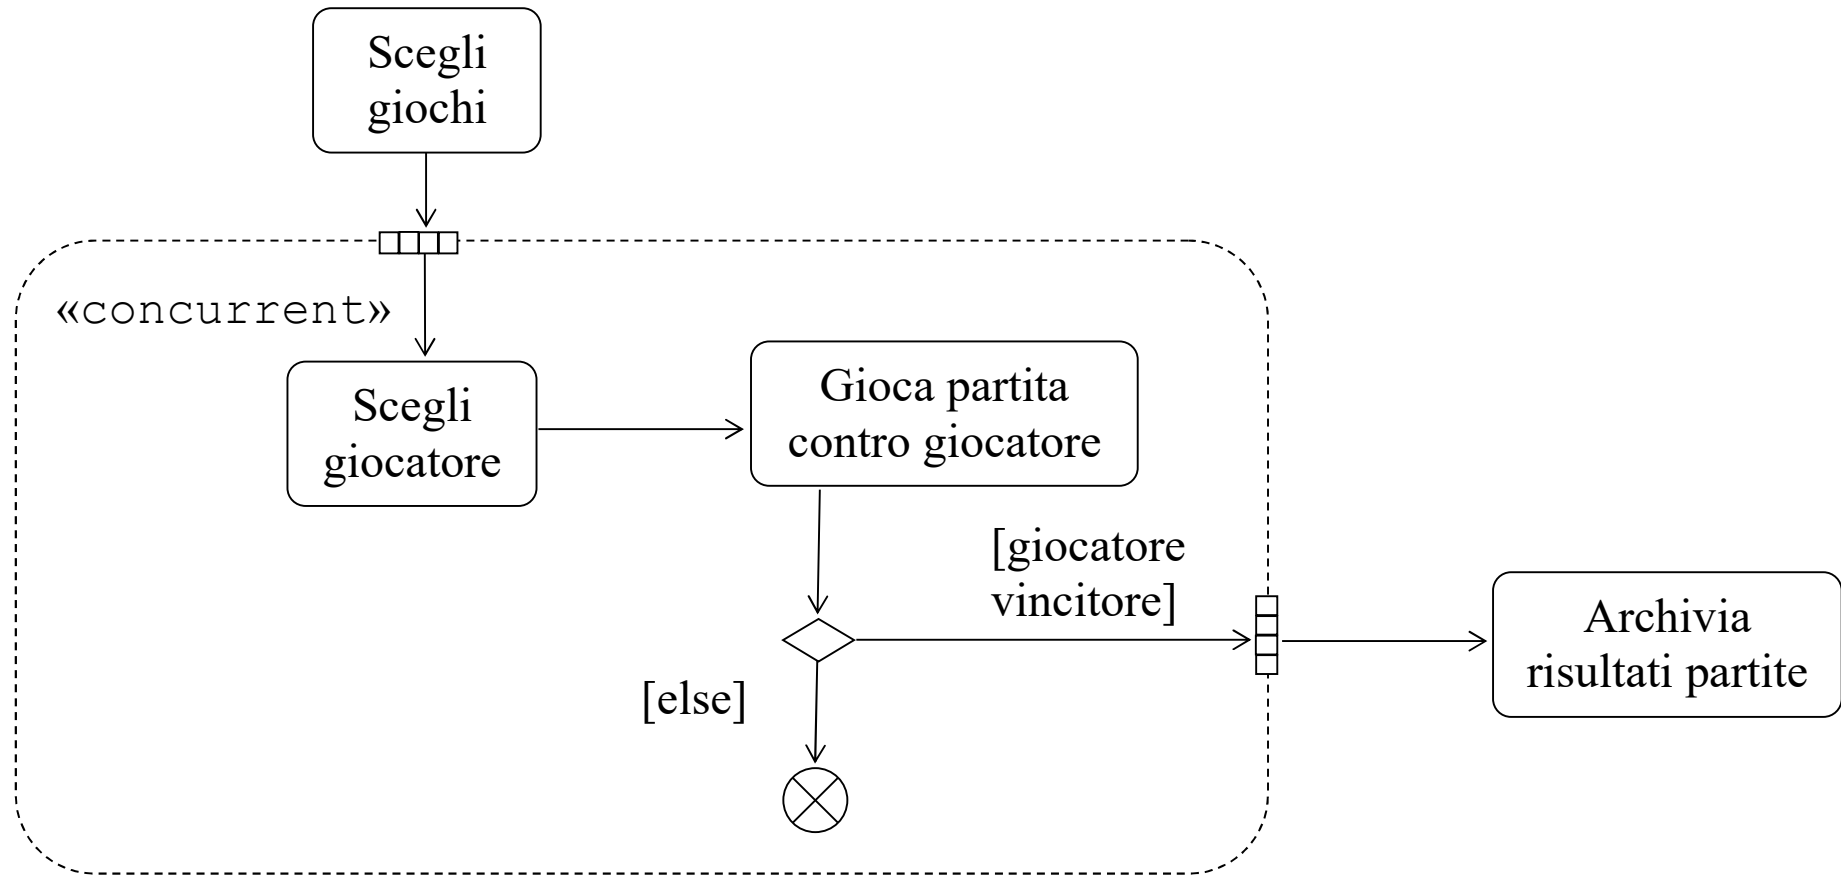 Scegli
giochi
«concurrent»
Scegli
giocatore
Gioca partita
contro giocatore
[giocatore
vincitore]
[else]
Archivia
risultati partite